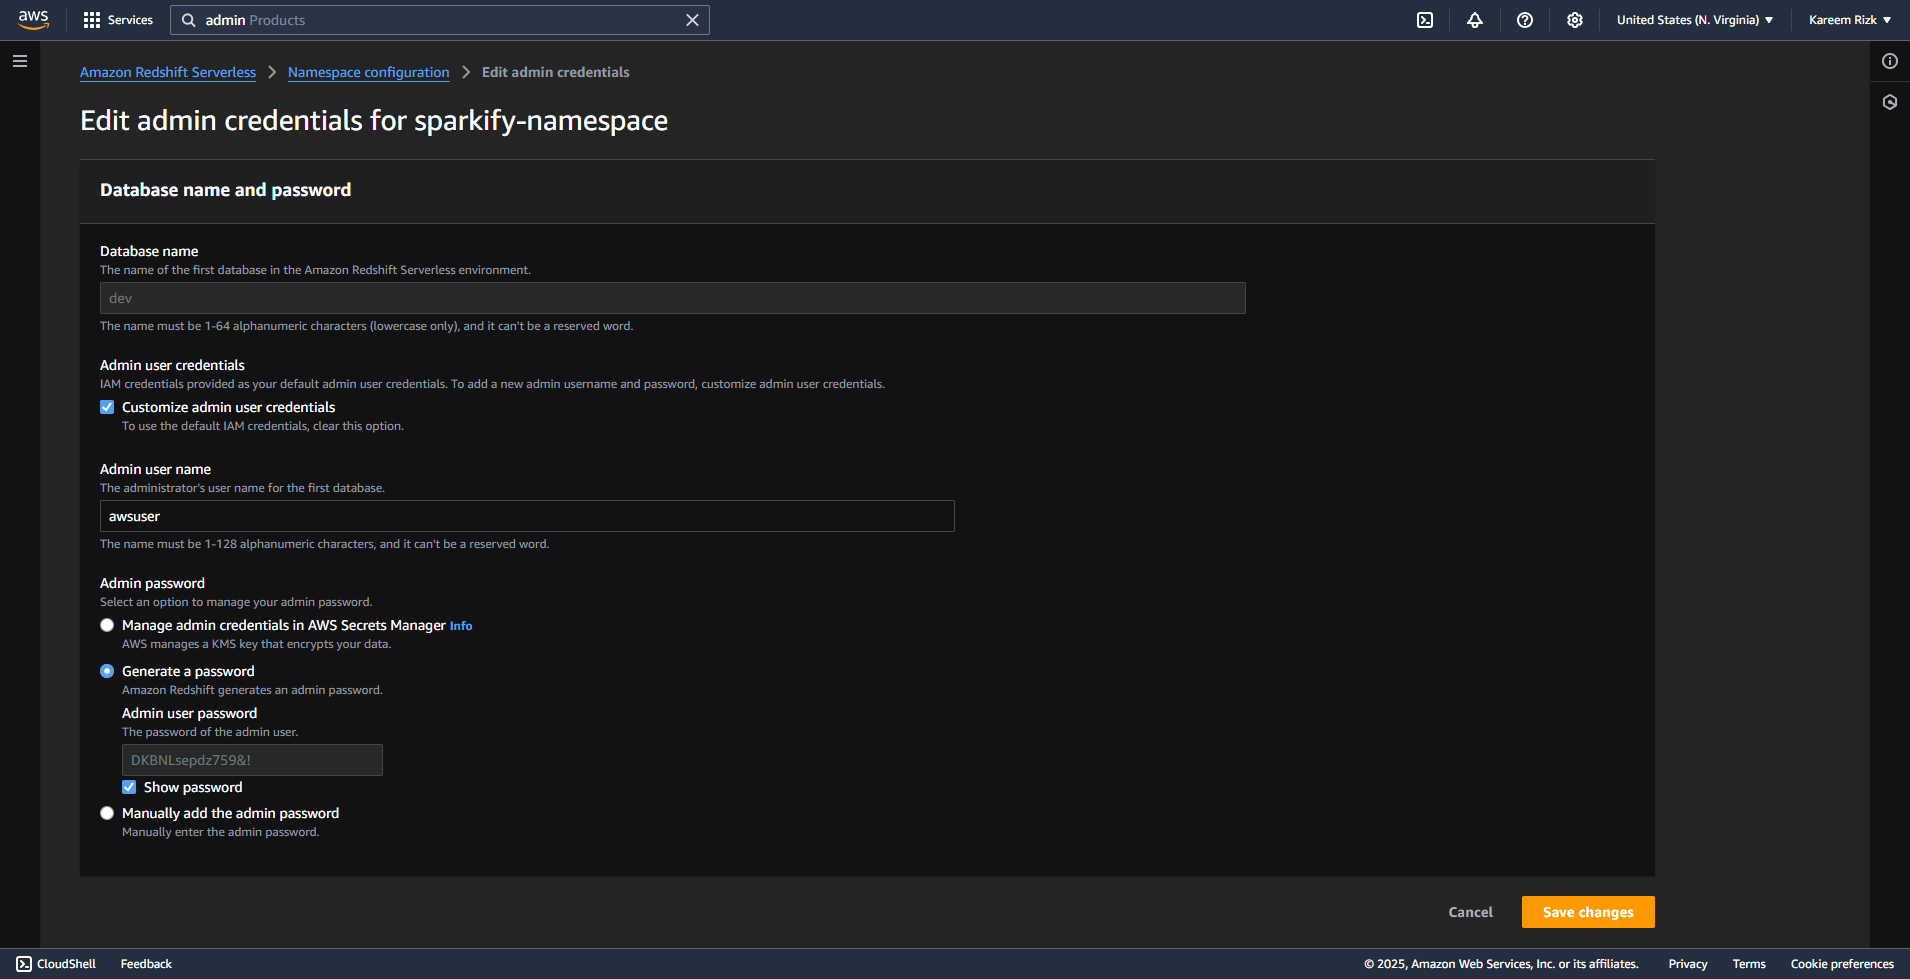 aws
Services
admin Products
United States (N. Virginia)
Kareem Rizk
Amazon Redshift Serverless > Namespace configuration > Edit admin credentials
Edit admin credentials for sparkify-namespace
Database name and password
Database name
The name of the first database in the Amazon Redshift Serverless environment.
dev
The name must be 1-64 alphanumeric characters (lowercase only), and it can't be a reserved word.
Admin user credentials
IAM credentials provided as your default admin user credentials. To add a new admin username and password, customize admin user credentials.
Customize admin user credentials
To use the default IAM credentials, clear this option.
Admin user name
The administrator's user name for the first database.
awsuser
The name must be 1-128 alphanumeric characters, and it can't be a reserved word.
Admin password
Select an option to manage your admin password.
Manage admin credentials in AWS Secrets Manager Info
AWS manages a KMS key that encrypts your data.
Generate a password
Amazon Redshift generates an admin password.
Admin user password
The password of the admin user.
DKBNLsepdz759&!
Show password
Manually add the admin password
Manually enter the admin password.
Cancel
Save changes
CloudShell
Feedback
© 2025, Amazon Web Services, Inc. or its affiliates.
Privacy
Terms
Cookie preferences